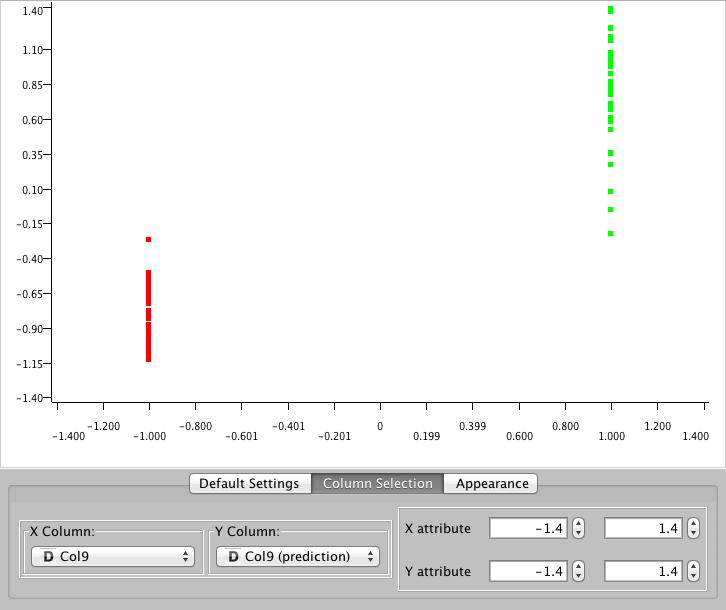 1.40
1.10
0.85
0.60
0.35
0.10
−0.15
−0.40
−0.65
−0.90
−1.15
−1.40
−1.200 −0.800 −0.401 0 0.399 0.800 1.200
−1.400 −1.000 −0.601 −0.201 0.199 0.600 1.000 1.400
Default Settings Column Selection Appearance
X Column: Y Column: X attribute −1.4 1.4
D Col9 D Col9 (prediction)
Y attribute −1.4 1.4